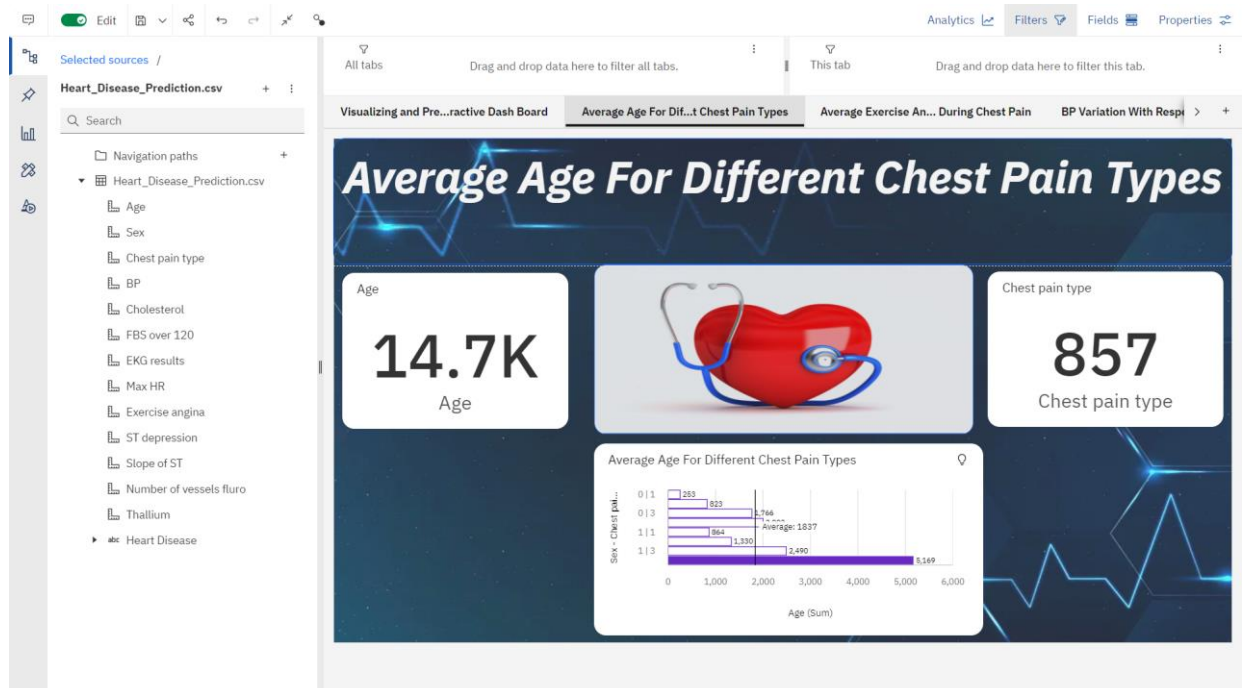 Edit
Analytics
Filters
Fields
Properties
Selected sources /
Heart_Disease_Prediction.csv
Search
Navigation paths
Heart_Disease_Prediction.csv
Age
Sex
Chest pain type
BP
Cholesterol
FBS over 120
EKG results
Max HR
Exercise angina
ST depression
Slope of ST
Number of vessels fluro
Thallium
abc Heart Disease
All tabs
Drag and drop data here to filter all tabs.
This tab
Drag and drop data here to filter this tab.
Visualizing and Pre...ractive Dash Board
Average Age For Dif...t Chest Pain Types
Average Exercise An... During Chest Pain
BP Variation With Resp
Average Age For Different Chest Pain Types
Age
14.7K
Age
Chest pain type
857
Chest pain type
Average Age For Different Chest Pain Types
Sex - Chest pai...
0 | 1
253
823
0 | 3
1,766
Average: 1837
1 | 1
864
1,330
1 | 3
2,490
5,169
0 1,000 2,000 3,000 4,000 5,000 6,000
Age (Sum)